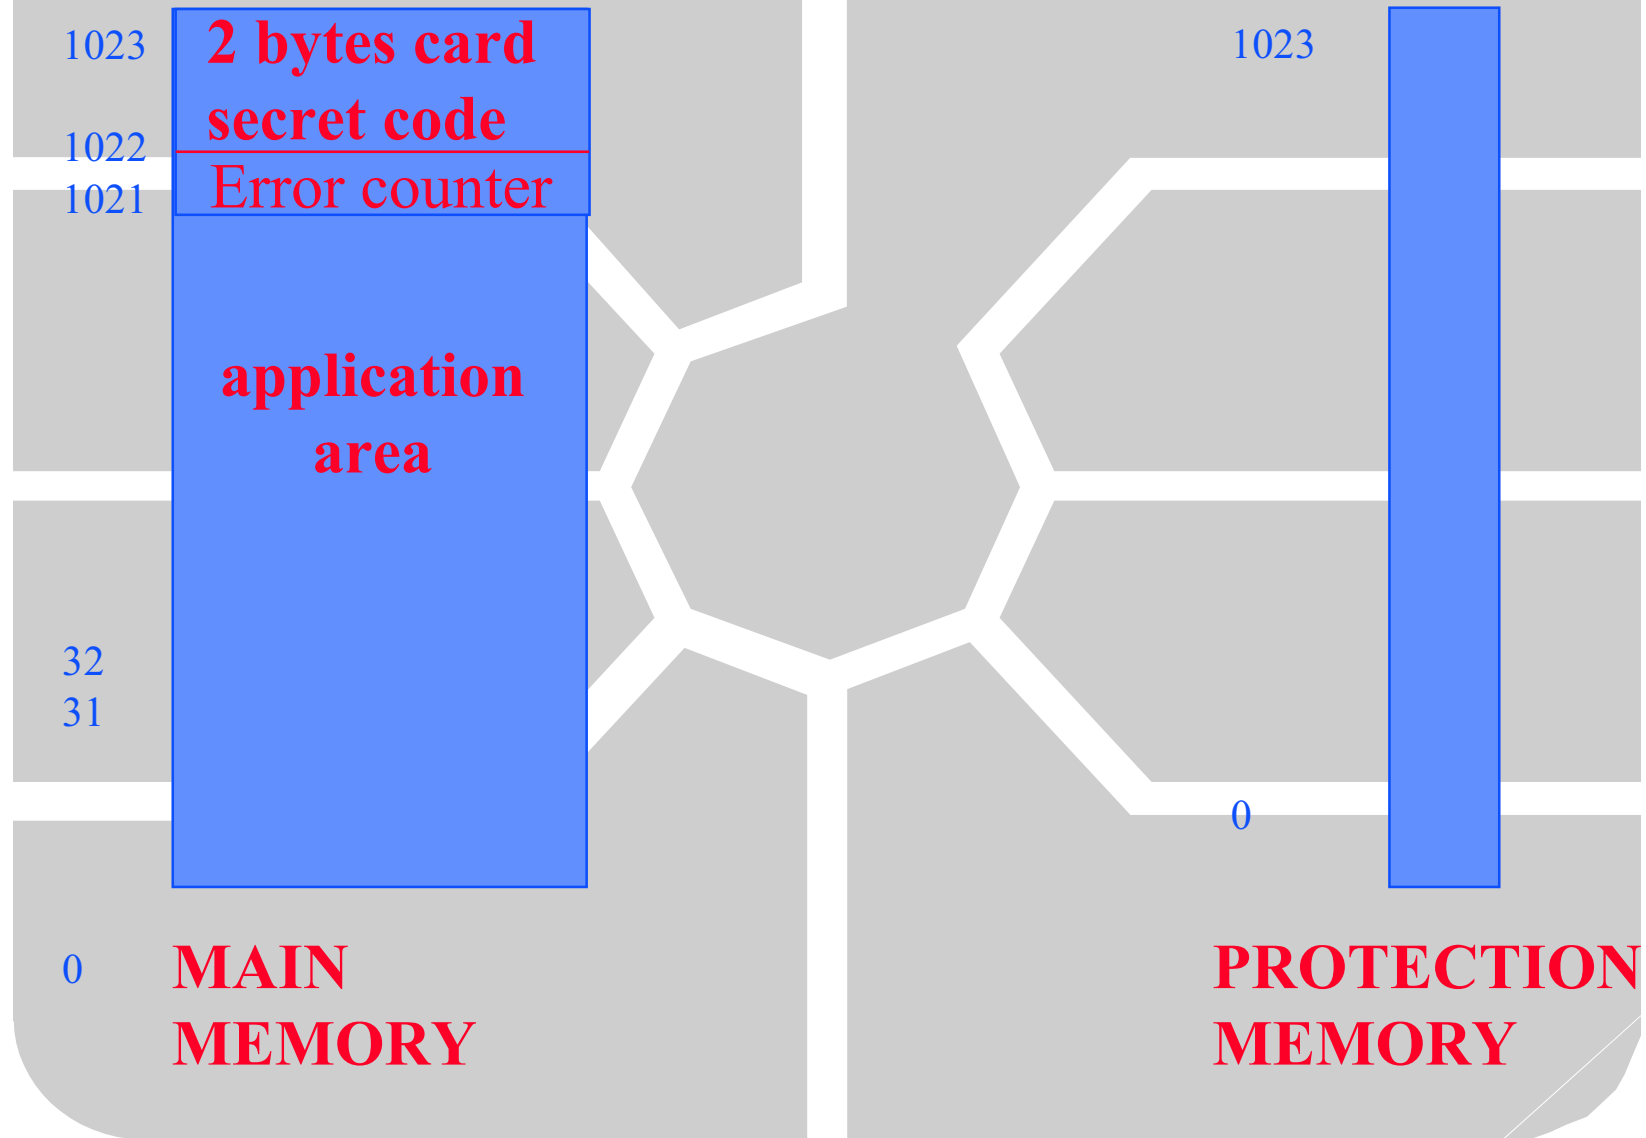 1023
2 bytes card
secret code
1022
Error counter
1021
application
area
32
31
0
MAIN
MEMORY
1023
0
PROTECTION
MEMORY